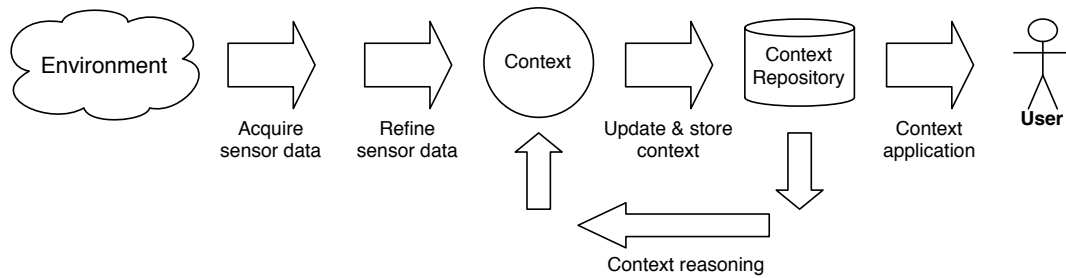 Environment
Acquire
sensor data
Refine
sensor data
Context
Update & store
context
Context
Repository
Context
application
User
Context reasoning